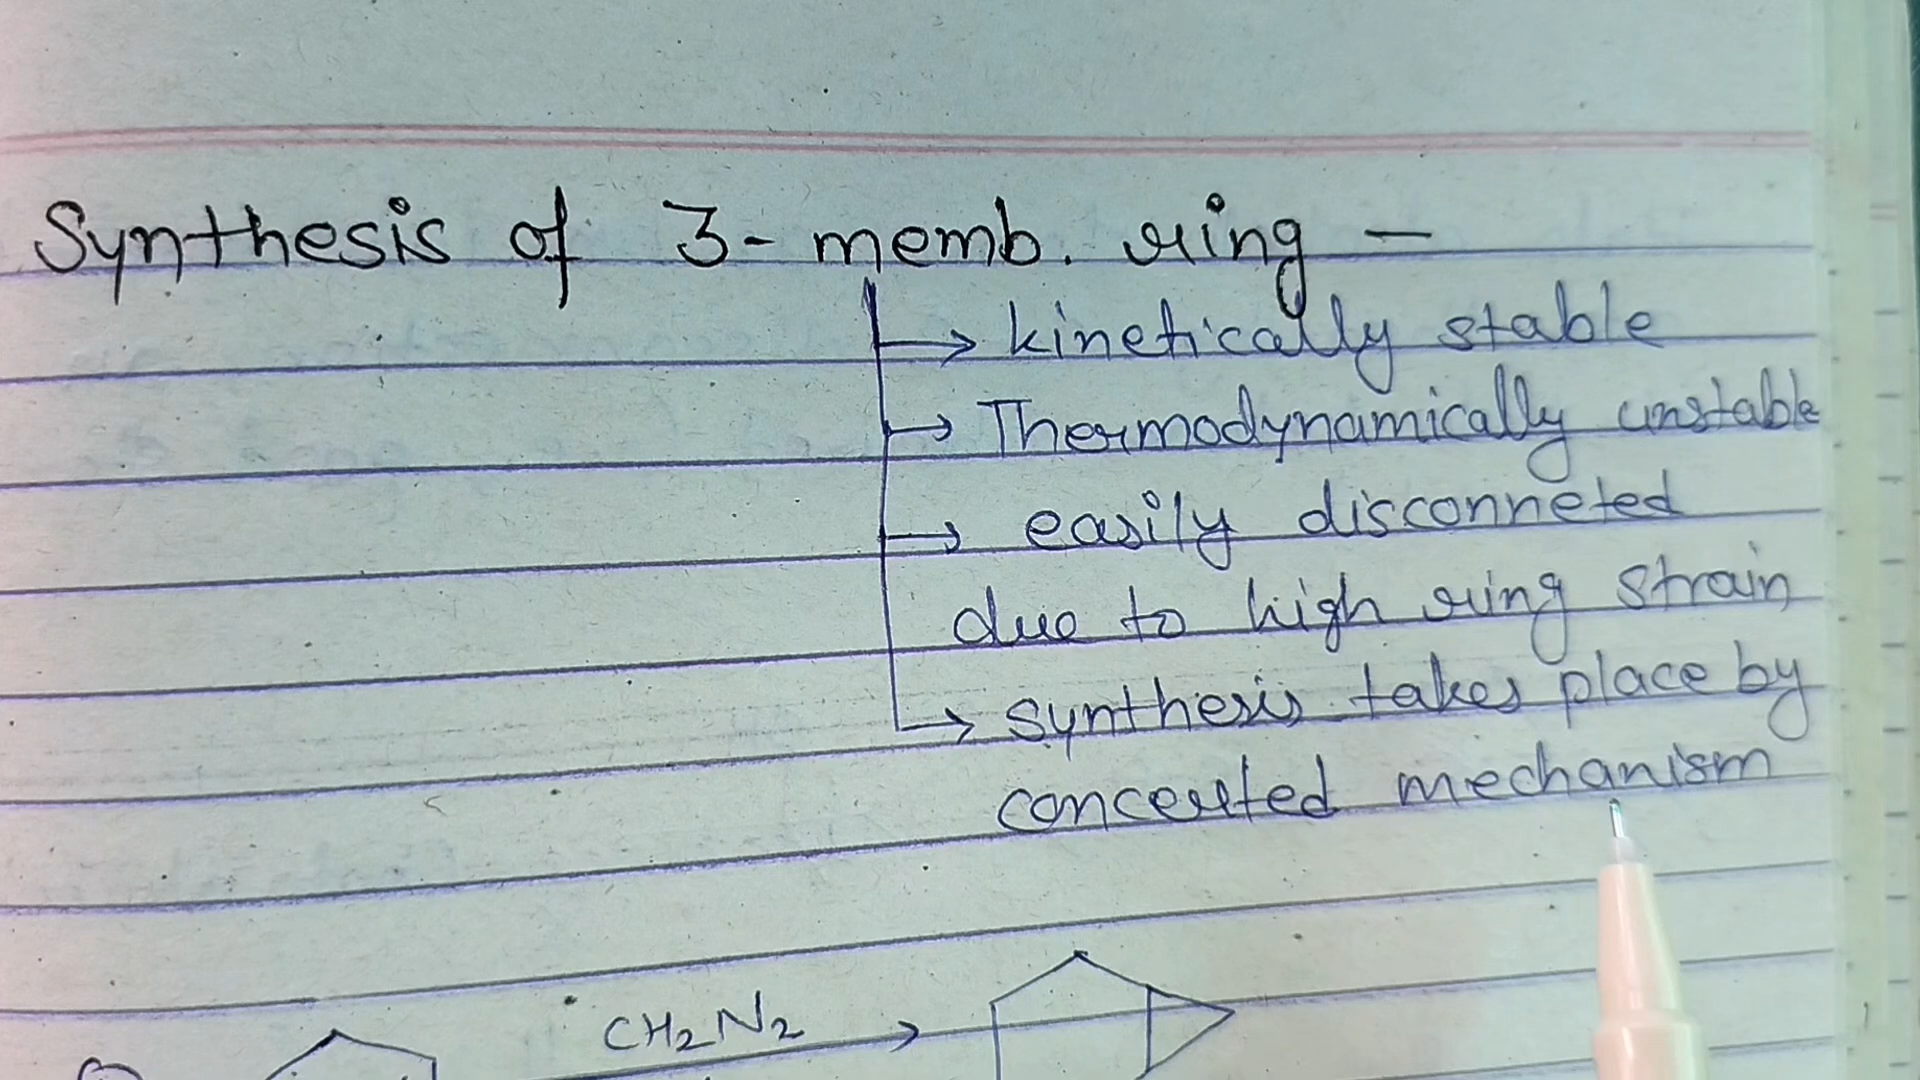 Synthesis of 3-memb. ring –
→ kinetically stable
→ Thermodynamically unstable
→ easily disconneted
due to high ring strain
→ synthesis takes place by
concerted mechanism
CH2N2